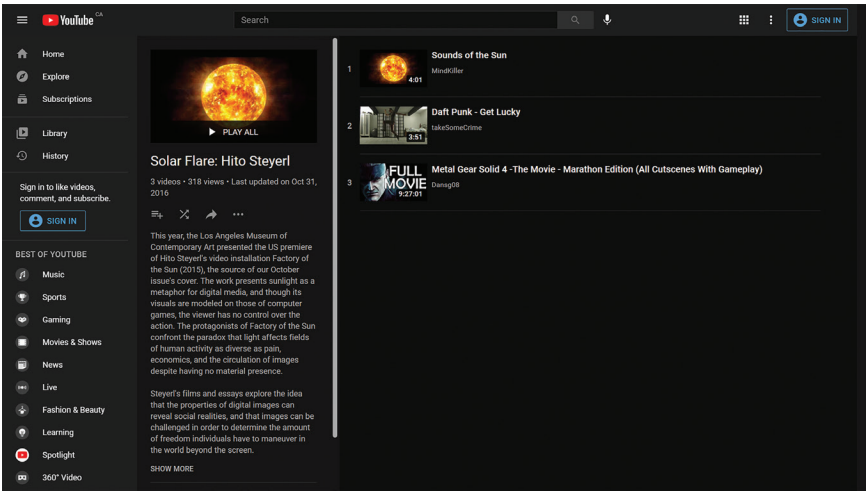 YouTube CA
Search
SIGN IN
Home
Explore
Subscriptions
Library
History
Sign in to like videos,
comment, and subscribe.
SIGN IN
BEST OF YOUTUBE
Music
Sports
Gaming
Movies & Shows
News
Live
Fashion & Beauty
Learning
Spotlight
360° Video
PLAY ALL
Solar Flare: Hito Steyerl
3 videos • 318 views • Last updated on Oct 31,
2016
This year, the Los Angeles Museum of
Contemporary Art presented the US premiere
of Hito Steyerl's video installation Factory of
the Sun (2015), the source of our October
issue's cover. The work presents sunlight as a
metaphor for digital media, and though its
visuals are modeled on those of computer
games, the viewer has no control over the
action. The protagonists of Factory of the Sun
confront the paradox that light affects fields
of human activity as diverse as pain,
economics, and the circulation of images
despite having no material presence.
Steyerl's films and essays explore the idea
that the properties of digital images can
reveal social realities, and that images can be
challenged in order to determine the amount
of freedom individuals have to maneuver in
the world beyond the screen.
SHOW MORE
1
4:01
Sounds of the Sun
MindKiller
2
3:51
Daft Punk - Get Lucky
takeSomeCrime
3
FULL
MOVIE
9:27:01
Metal Gear Solid 4 -The Movie - Marathon Edition (All Cutscenes With Gameplay)
Dansg08